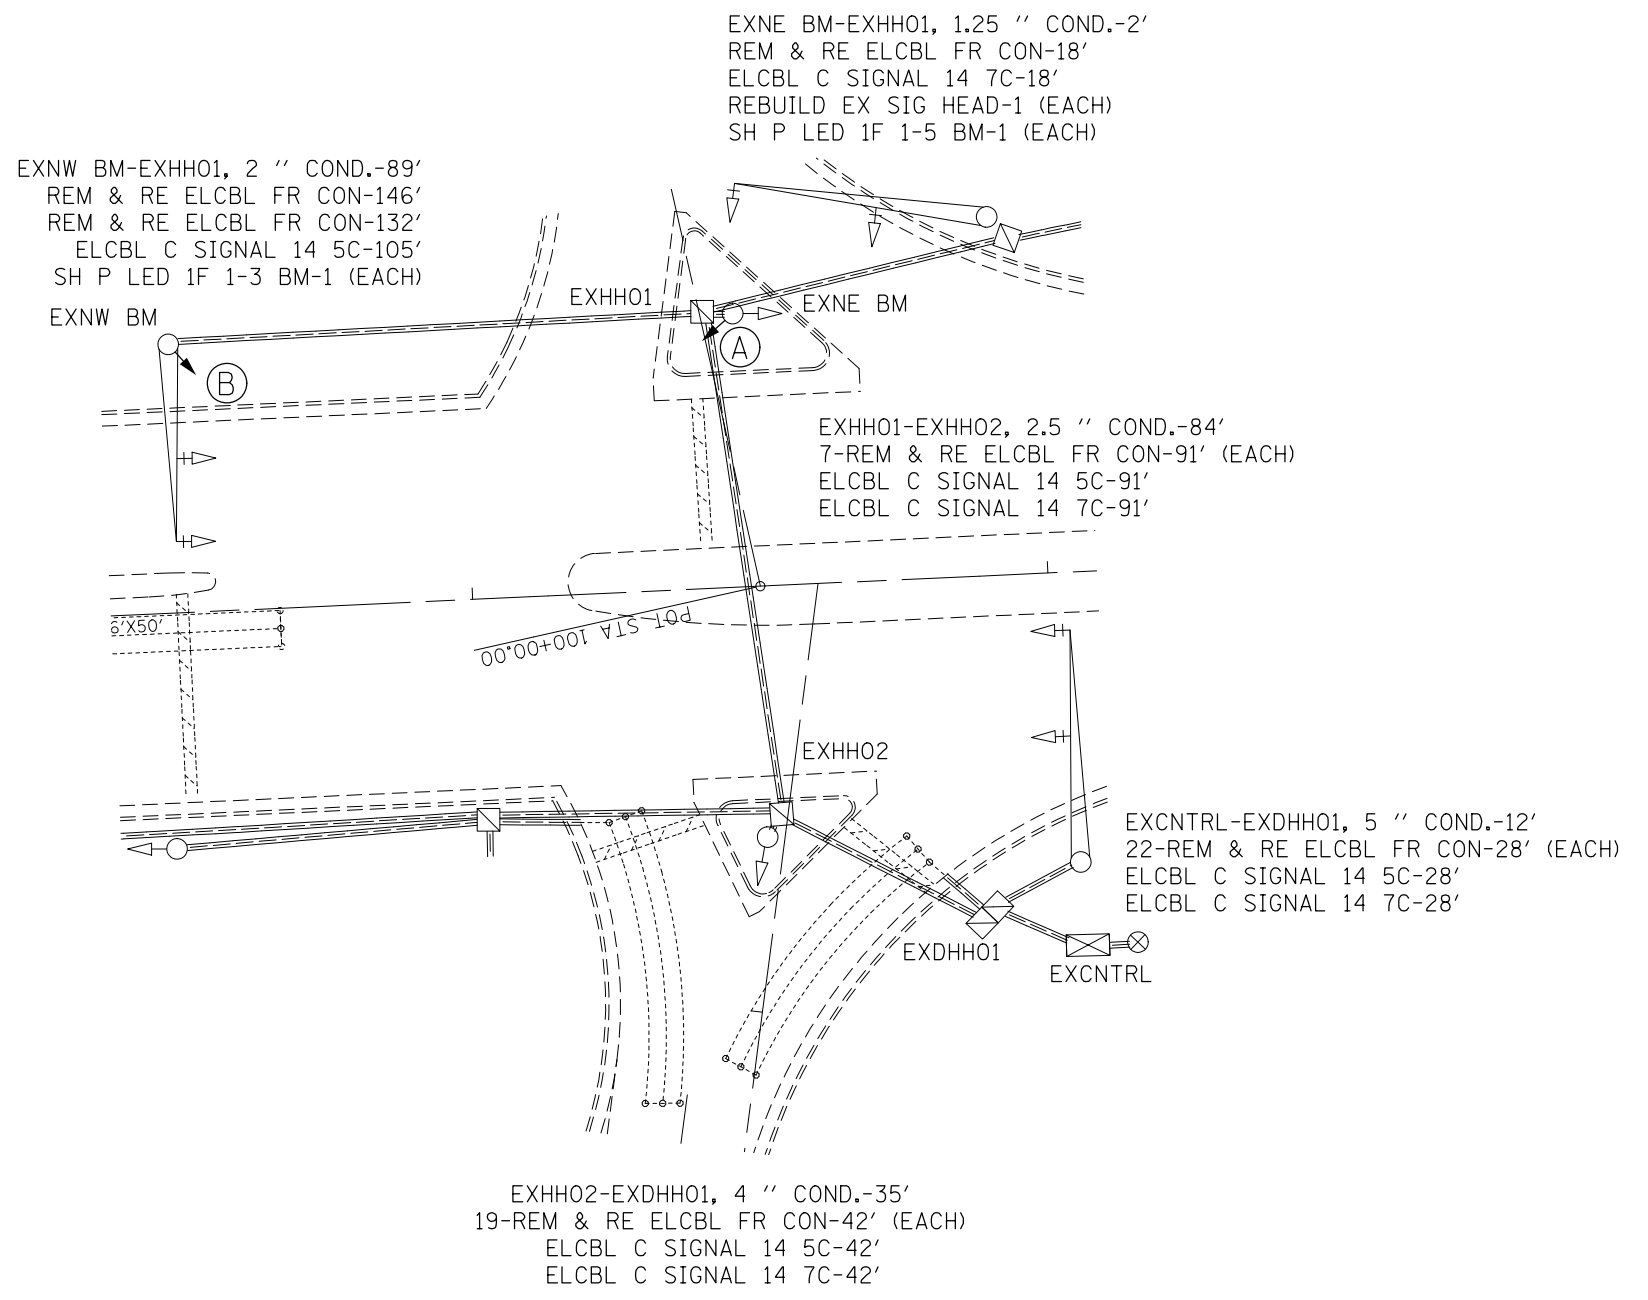 EXNE BM-EXHH01, 1.25 '' COND.-2'
REM & RE ELCBL FR CON-18'
ELCBL C SIGNAL 14 7C-18'
REBUILD EX SIG HEAD-1 (EACH)
SH P LED 1F 1-5 BM-1 (EACH)
EXNW BM-EXHH01, 2 '' COND.-89'
REM & RE ELCBL FR CON-146'
REM & RE ELCBL FR CON-132'
ELCBL C SIGNAL 14 5C-105'
SH P LED 1F 1-3 BM-1 (EACH)
EXNW BM
EXHH01
EXNE BM
A
B
EXHH01-EXHH02, 2.5 '' COND.-84'
7-REM & RE ELCBL FR CON-91' (EACH)
ELCBL C SIGNAL 14 5C-91'
ELCBL C SIGNAL 14 7C-91'
6'X50'
POT STA 100+00.00
EXHH02
EXCNTRL-EXDHH01, 5 '' COND.-12'
22-REM & RE ELCBL FR CON-28' (EACH)
ELCBL C SIGNAL 14 5C-28'
ELCBL C SIGNAL 14 7C-28'
EXDHH01
EXCNTRL
EXHH02-EXDHH01, 4 '' COND.-35'
19-REM & RE ELCBL FR CON-42' (EACH)
ELCBL C SIGNAL 14 5C-42'
ELCBL C SIGNAL 14 7C-42'